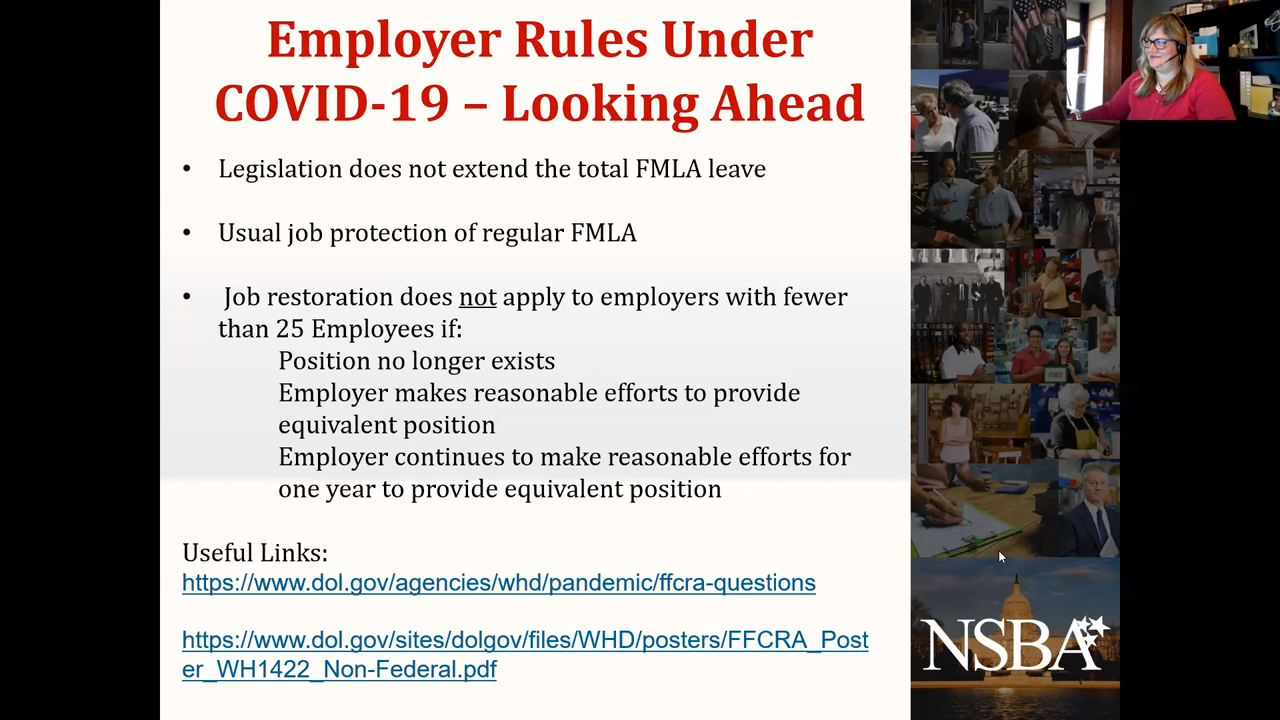 Employer Rules Under
COVID-19 – Looking Ahead
• Legislation does not extend the total FMLA leave
• Usual job protection of regular FMLA
• Job restoration does not apply to employers with fewer
than 25 Employees if:
Position no longer exists
Employer makes reasonable efforts to provide
equivalent position
Employer continues to make reasonable efforts for
one year to provide equivalent position
Useful Links:
https://www.dol.gov/agencies/whd/pandemic/ffcra-questions
https://www.dol.gov/sites/dolgov/files/WHD/posters/FFCRA_Post
er_WH1422_Non-Federal.pdf
NSBA